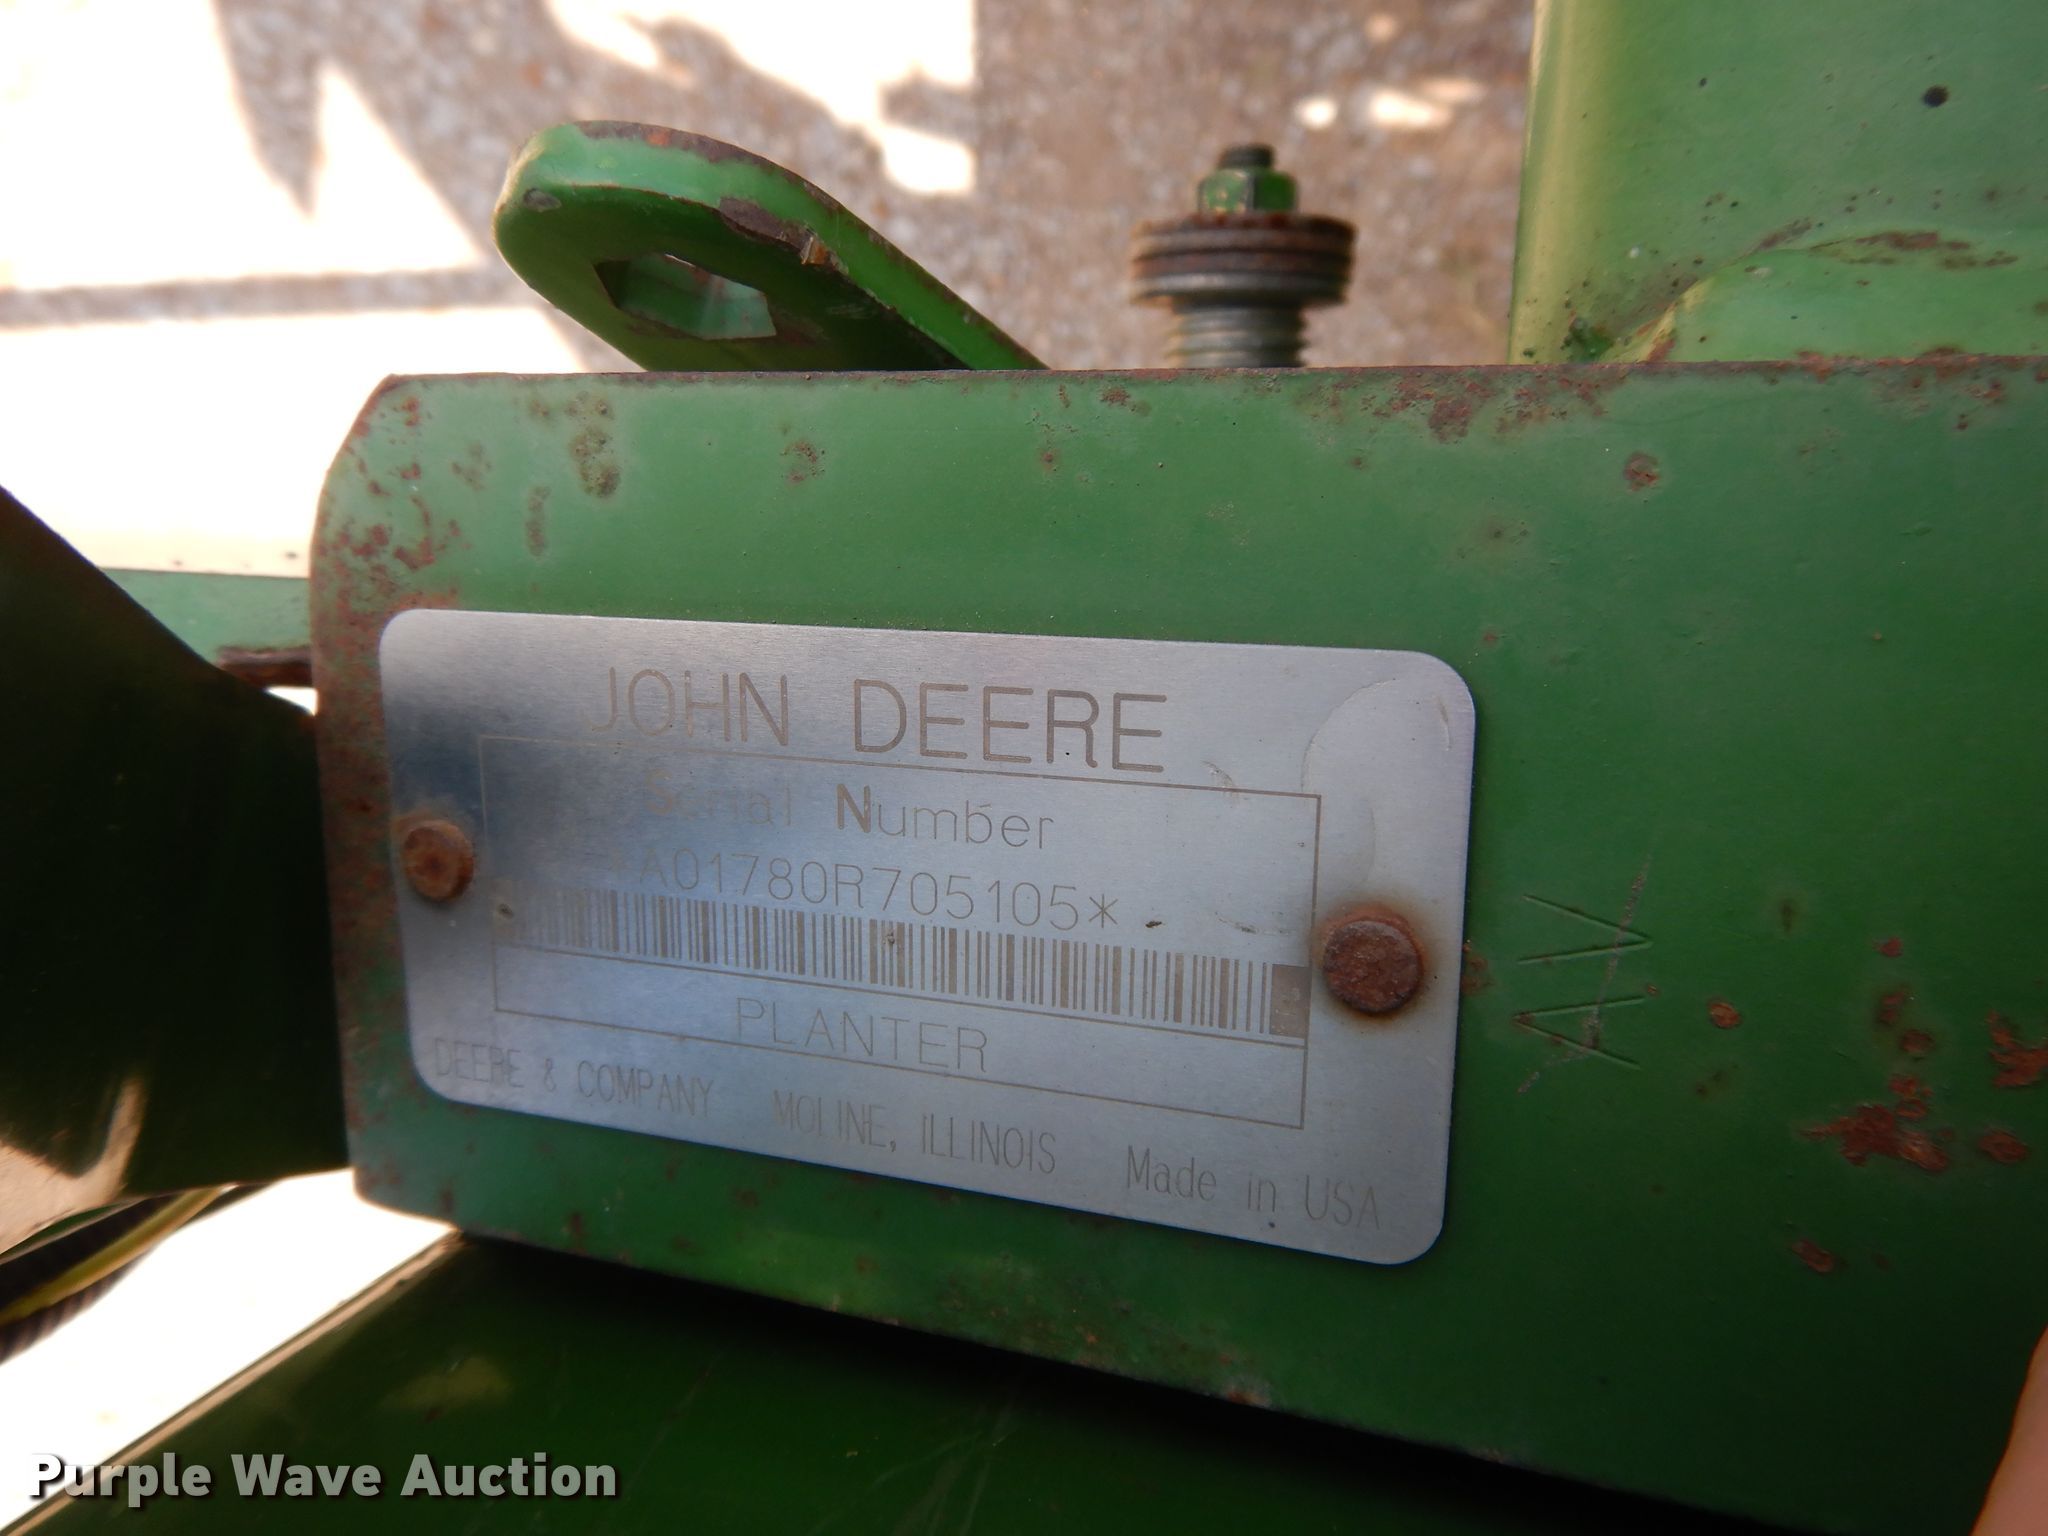 JOHN DEERE
Serial Number
*A01780R705105*
PLANTER
DEERE & COMPANY MOLINE, ILLINOIS Made in USA
Purple Wave Auction